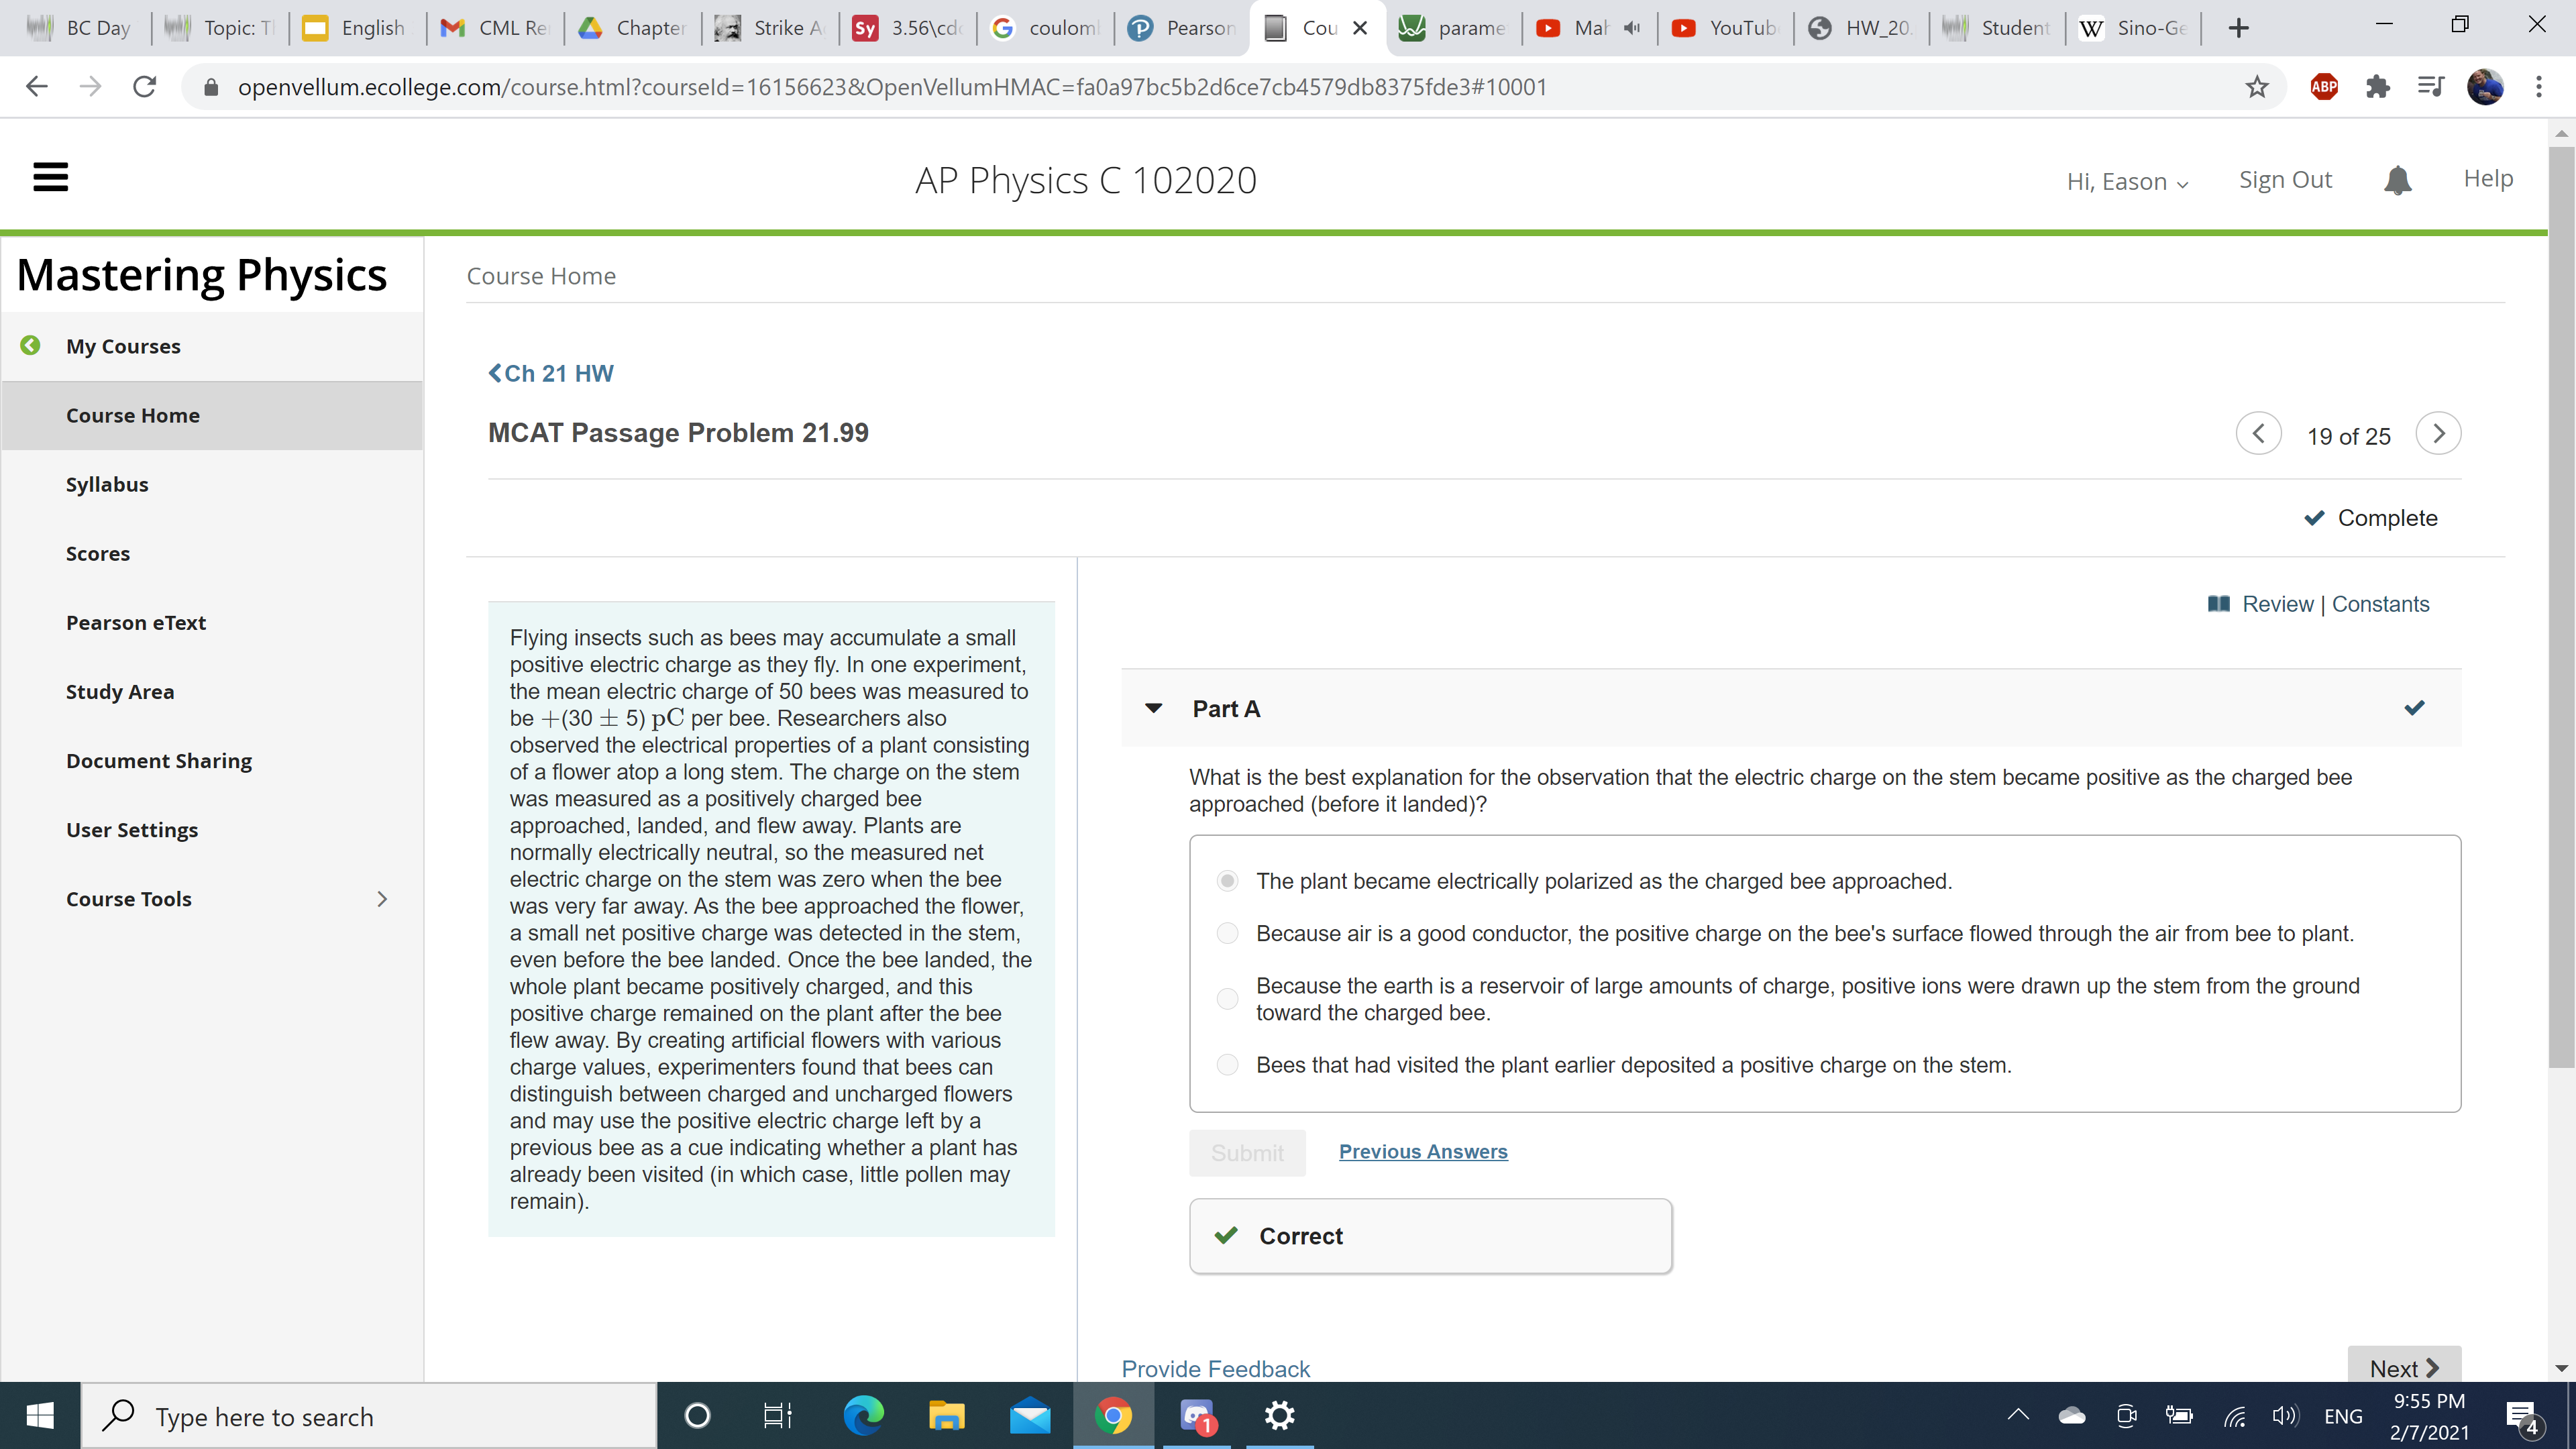 BC Day
Topic: Tl
English
CML Re
Chapter
Strike A
Sy 3.56\cd
coulom
Pearson
Cou
parame
Mah
YouTub
HW_20.
Student
W Sino-Ge
openvellum.ecollege.com/course.html?courseId=16156623&OpenVellumHMAC=fa0a97bc5b2d6ce7cb4579db8375fde3#10001
ABP
AP Physics C 102020
Hi, Eason
Sign Out
Help
Mastering Physics
My Courses
Course Home
Syllabus
Scores
Pearson eText
Study Area
Document Sharing
User Settings
Course Tools
Course Home
Ch 21 HW
MCAT Passage Problem 21.99
19 of 25
Complete
Flying insects such as bees may accumulate a small
positive electric charge as they fly. In one experiment,
the mean electric charge of 50 bees was measured to
be +(30 ± 5) pC per bee. Researchers also
observed the electrical properties of a plant consisting
of a flower atop a long stem. The charge on the stem
was measured as a positively charged bee
approached, landed, and flew away. Plants are
normally electrically neutral, so the measured net
electric charge on the stem was zero when the bee
was very far away. As the bee approached the flower,
a small net positive charge was detected in the stem,
even before the bee landed. Once the bee landed, the
whole plant became positively charged, and this
positive charge remained on the plant after the bee
flew away. By creating artificial flowers with various
charge values, experimenters found that bees can
distinguish between charged and uncharged flowers
and may use the positive electric charge left by a
previous bee as a cue indicating whether a plant has
already been visited (in which case, little pollen may
remain).
Review | Constants
Part A
What is the best explanation for the observation that the electric charge on the stem became positive as the charged bee
approached (before it landed)?
The plant became electrically polarized as the charged bee approached.
Because air is a good conductor, the positive charge on the bee's surface flowed through the air from bee to plant.
Because the earth is a reservoir of large amounts of charge, positive ions were drawn up the stem from the ground
toward the charged bee.
Bees that had visited the plant earlier deposited a positive charge on the stem.
Submit
Previous Answers
Correct
Provide Feedback
Next
Type here to search
1
ENG
9:55 PM
2/7/2021
4